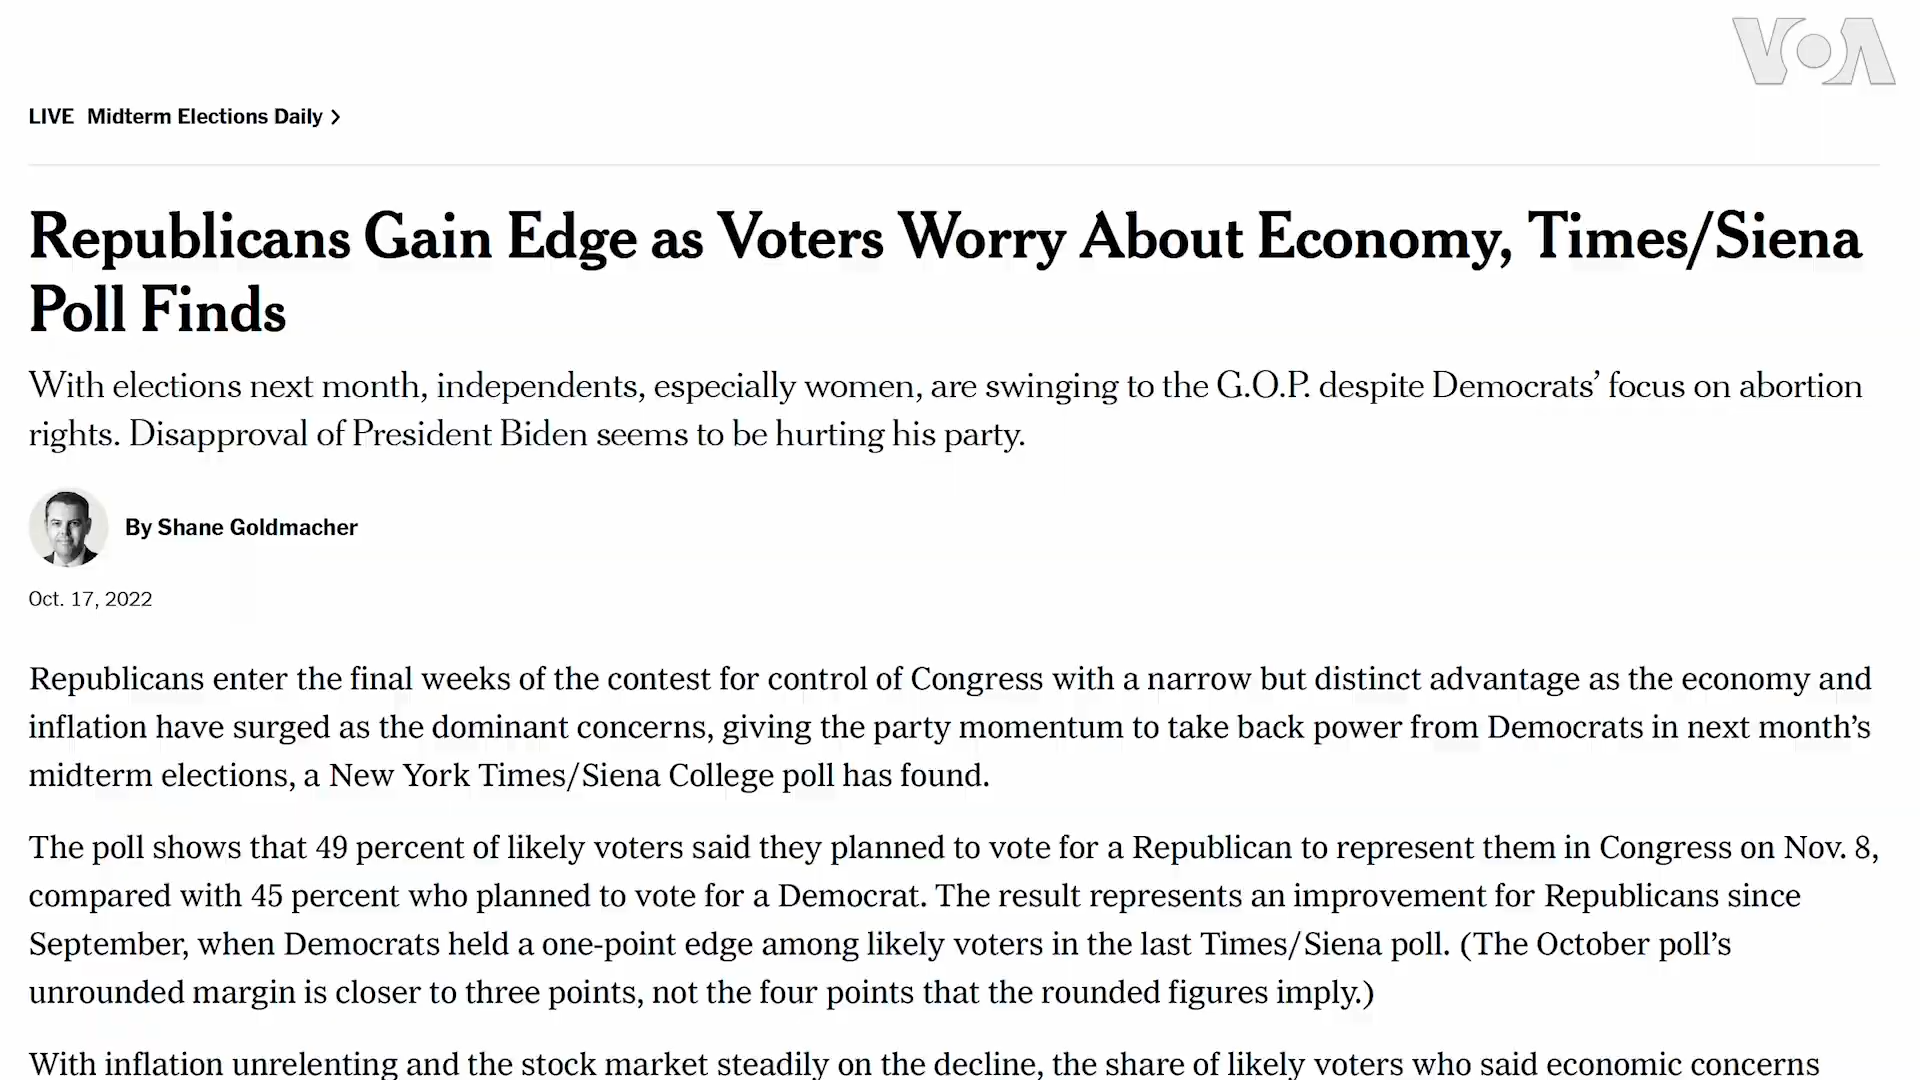 VOA
LIVE Midterm Elections Daily >
Republicans Gain Edge as Voters Worry About Economy, Times/Siena
Poll Finds
With elections next month, independents, especially women, are swinging to the G.O.P. despite Democrats’ focus on abortion
rights. Disapproval of President Biden seems to be hurting his party.
By Shane Goldmacher
Oct. 17, 2022
Republicans enter the final weeks of the contest for control of Congress with a narrow but distinct advantage as the economy and
inflation have surged as the dominant concerns, giving the party momentum to take back power from Democrats in next month’s
midterm elections, a New York Times/Siena College poll has found.
The poll shows that 49 percent of likely voters said they planned to vote for a Republican to represent them in Congress on Nov. 8,
compared with 45 percent who planned to vote for a Democrat. The result represents an improvement for Republicans since
September, when Democrats held a one-point edge among likely voters in the last Times/Siena poll. (The October poll’s
unrounded margin is closer to three points, not the four points that the rounded figures imply.)
With inflation unrelenting and the stock market steadily on the decline, the share of likely voters who said economic concerns